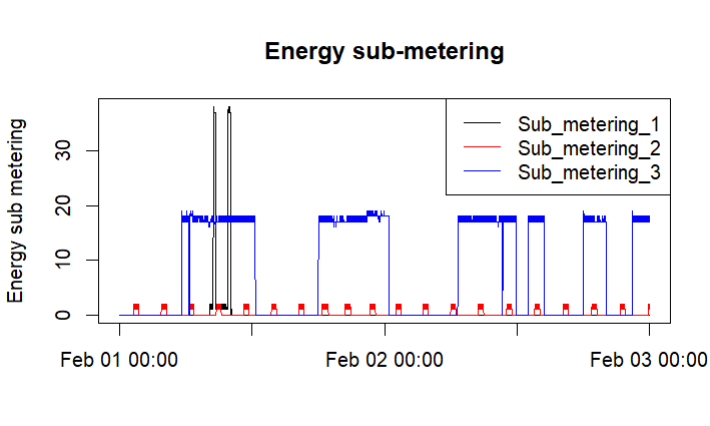 Energy sub-metering
Energy sub metering
30
20
10
0
Sub_metering_1
Sub_metering_2
Sub_metering_3
Feb 01 00:00 Feb 02 00:00 Feb 03 00:00